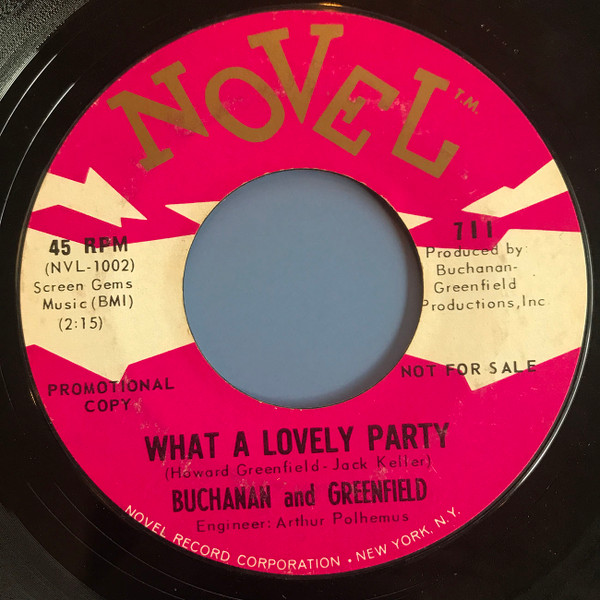 NOVEL T.M.
45 RPM
(NVL-1002)
Screen Gems
Music (BMI)
(2:15)
711
Produced by
Buchanan-
Greenfield
Productions, Inc.
PROMOTIONAL
COPY
NOT FOR SALE
WHAT A LOVELY PARTY
(Howard Greenfield - Jack Keller)
BUCHANAN and GREENFIELD
Engineer: Arthur Polhemus
NOVEL RECORD CORPORATION • NEW YORK, N.Y.